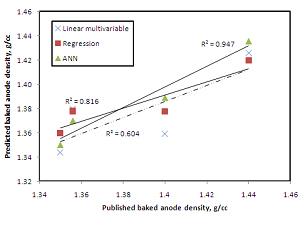 1.46
1.44
1.42
1.40
1.38
1.36
1.34
1.32
Predicted baked anode density, g/cc
Linear multivariable
Regression
ANN
R² = 0.947
R² = 0.816
R² = 0.604
1.34
1.36
1.38
1.4
1.42
1.44
1.46
Published baked anode density, g/cc